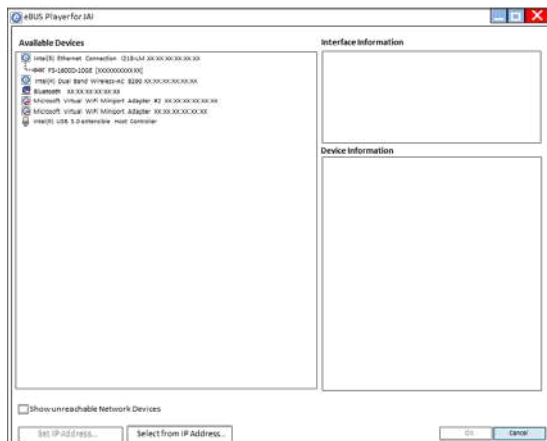 eBUS Player for JAI
Available Devices
Intel(R) Ethernet Connection I218-LM XX:XX:XX:XX:XX:XX
FS-1600D-10GE [XXXXXXXXXXXX]
Intel(R) Dual Band Wireless-AC 8260 XX:XX:XX:XX:XX:XX
Bluetooth XX:XX:XX:XX:XX:XX
Microsoft Virtual WiFi Miniport Adapter #2 XX:XX:XX:XX:XX:XX
Microsoft Virtual WiFi Miniport Adapter XX:XX:XX:XX:XX:XX
Intel(R) USB 3.0 eXtensible Host Controller
Interface Information
Device Information
Show unreachable Network Devices
Set IP Address...
Select from IP Address...
OK
Cancel